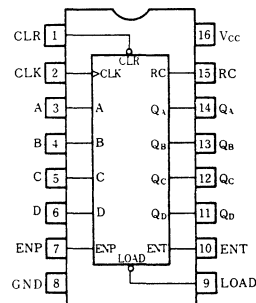 CLR 1 16 VCC
CLR
CLK 2 CLK RC 15 RC
A 3 A QA 14 QA
B 4 B QB 13 QB
C 5 C QC 12 QC
D 6 D QD 11 QD
ENP 7 ENP ENT 10 ENT
LOAD
GND 8 9 LOAD